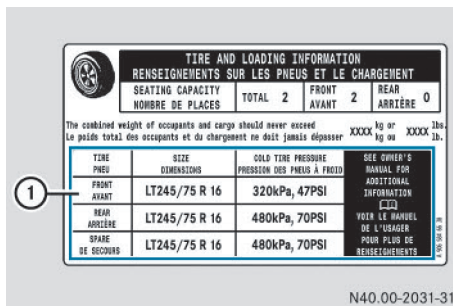 TIRE AND LOADING INFORMATION
RENSEIGNEMENTS SUR LES PNEUS ET LE CHARGEMENT
SEATING CAPACITY
NOMBRE DE PLACES
TOTAL 2
FRONT
AVANT
2
REAR
ARRIÈRE
0
The combined weight of occupants and cargo should never exceed XXXX kg or XXXX lbs.
Le poids total des occupants et du chargement ne doit jamais dépasser kg ou lb.
TIRE
PNEU
SIZE
DIMENSIONS
COLD TIRE PRESSURE
PRESSION DES PNEUS À FROID
SEE OWNER'S
MANUAL FOR
ADDITIONAL
INFORMATION
VOIR LE MANUEL
DE L'USAGER
POUR PLUS DE
RENSEIGNEMENTS
1
FRONT
AVANT
LT245/75 R 16
320kPa, 47PSI
REAR
ARRIÈRE
LT245/75 R 16
480kPa, 70PSI
SPARE
DE SECOURS
LT245/75 R 16
480kPa, 70PSI
N40.00-2031-31